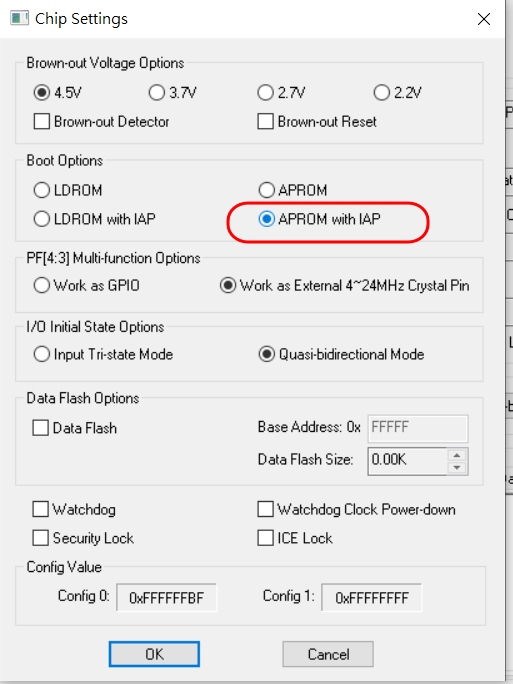 Chip Settings
Brown-out Voltage Options
4.5V 3.7V 2.7V 2.2V
Brown-out Detector Brown-out Reset
Boot Options
LDROM APROM
LDROM with IAP APROM with IAP
PF[4:3] Multi-function Options
Work as GPIO Work as External 4~24MHz Crystal Pin
I/O Initial State Options
Input Tri-state Mode Quasi-bidirectional Mode
Data Flash Options
Data Flash Base Address: 0x FFFFF
Data Flash Size: 0.00K
Watchdog Watchdog Clock Power-down
Security Lock ICE Lock
Config Value
Config 0: 0xFFFFFFBF Config 1: 0xFFFFFFFF
OK Cancel